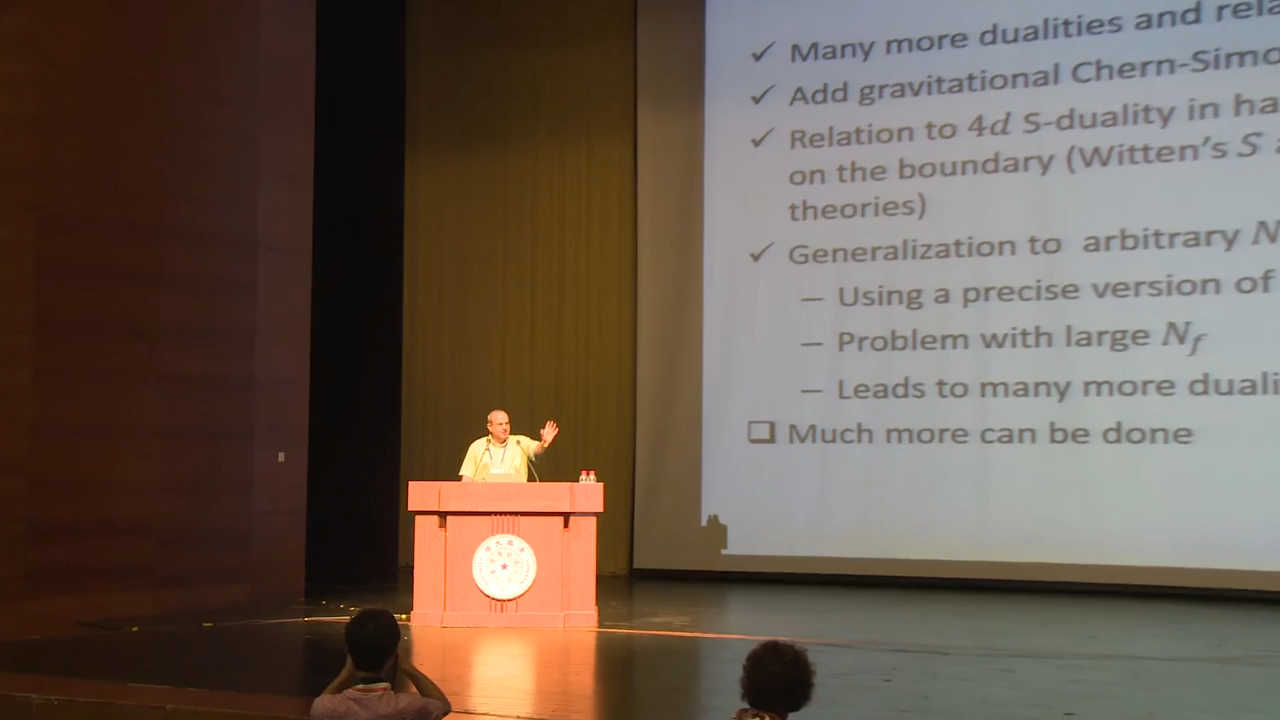 ✓ Many more dualities and rela
✓ Add gravitational Chern-Simo
✓ Relation to 4d S-duality in ha
on the boundary (Witten's S
theories)
✓ Generalization to arbitrary N
– Using a precise version of
– Problem with large N_f
– Leads to many more duali
❑ Much more can be done